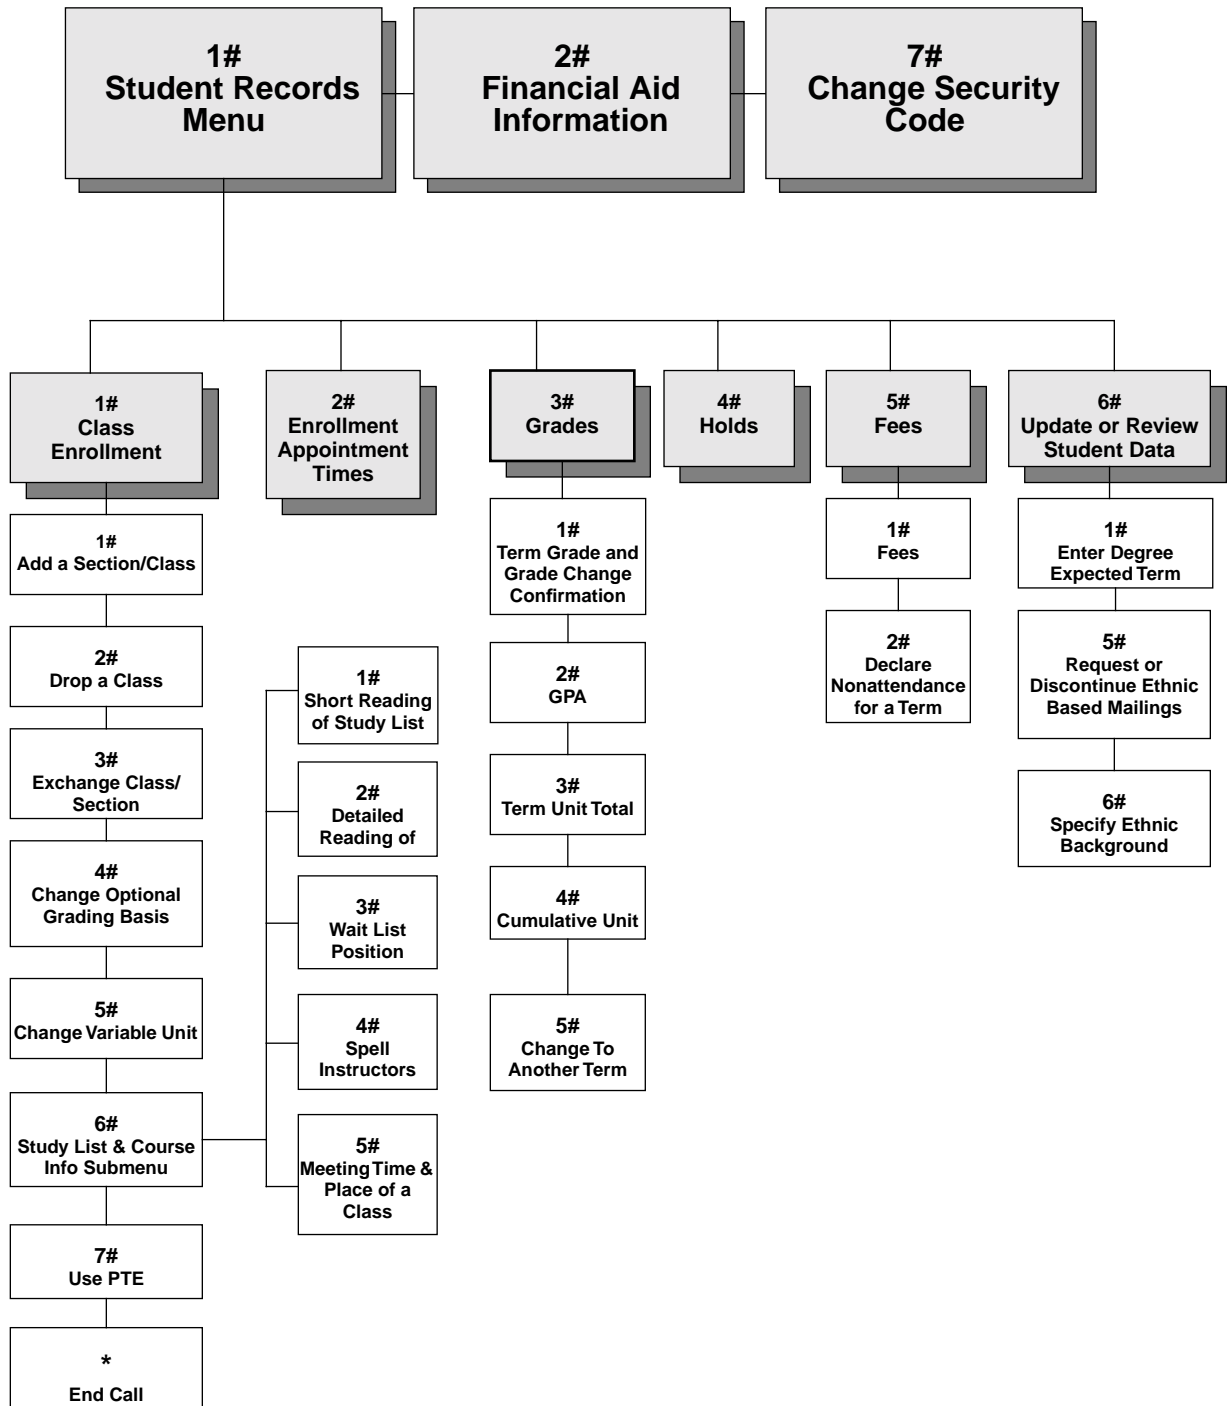 1#
Student Records
Menu
2#
Financial Aid
Information
7#
Change Security
Code
1#
Class
Enrollment
2#
Enrollment
Appointment
Times
3#
Grades
4#
Holds
5#
Fees
6#
Update or Review
Student Data
1#
Add a Section/Class
2#
Drop a Class
3#
Exchange Class/
Section
4#
Change Optional
Grading Basis
5#
Change Variable Unit
6#
Study List & Course
Info Submenu
7#
Use PTE
*
End Call
1#
Short Reading
of Study List
2#
Detailed
Reading of
3#
Wait List
Position
4#
Spell
Instructors
5#
Meeting Time &
Place of a
Class
1#
Term Grade and
Grade Change
Confirmation
2#
GPA
3#
Term Unit Total
4#
Cumulative Unit
5#
Change To
Another Term
1#
Fees
2#
Declare
Nonattendance
for a Term
1#
Enter Degree
Expected Term
5#
Request or
Discontinue Ethnic
Based Mailings
6#
Specify Ethnic
Background